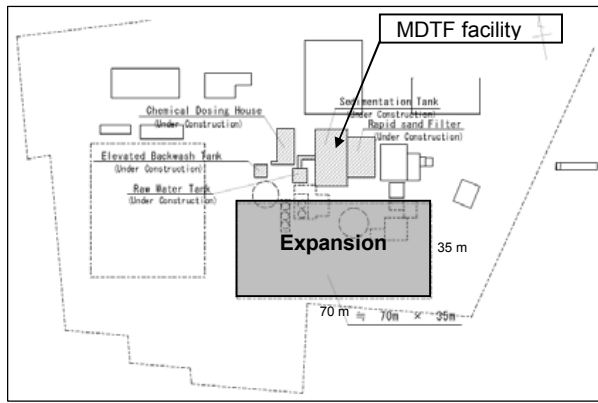 MDTF facility
Sedimentation Tank
(Under Construction)
Chemical Dosing House
(Under Construction)
Rapid sand Filter
(Under Construction)
Elevated Backwash Tank
(Under Construction)
Raw Water Tank
(Under Construction)
Expansion
35 m
70 m
≒ 70m × 35m